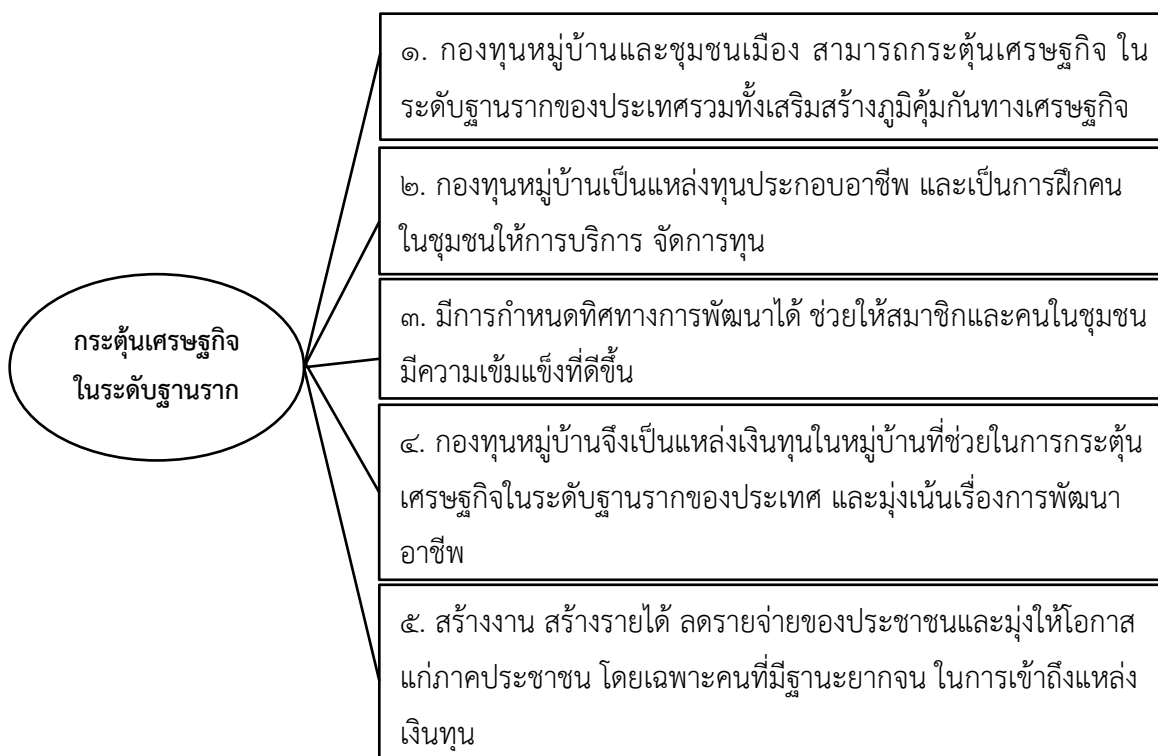 ๑. กองทุนหมู่บ้านและชุมชนเมือง สามารถกระตุ้นเศรษฐกิจ ใน
ระดับฐานรากของประเทศรวมทั้งเสริมสร้างภูมิคุ้มกันทางเศรษฐกิจ
๒. กองทุนหมู่บ้านเป็นแหล่งทุนประกอบอาชีพ และเป็นการฝึกคน
ในชุมชนให้การบริการ จัดการทุน
กระตุ้นเศรษฐกิจ
ในระดับฐานราก
๓. มีการกำหนดทิศทางการพัฒนาได้ ช่วยให้สมาชิกและคนในชุมชน
มีความเข้มแข็งที่ดีขึ้น
๔. กองทุนหมู่บ้านจึงเป็นแหล่งเงินทุนในหมู่บ้านที่ช่วยในการกระตุ้น
เศรษฐกิจในระดับฐานรากของประเทศ และมุ่งเน้นเรื่องการพัฒนา
อาชีพ
๕. สร้างงาน สร้างรายได้ ลดรายจ่ายของประชาชนและมุ่งให้โอกาส
แก่ภาคประชาชน โดยเฉพาะคนที่มีฐานะยากจน ในการเข้าถึงแหล่ง
เงินทุน